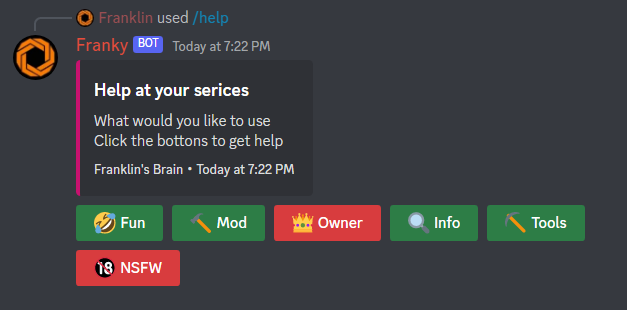 Franklin used /help
Franky BOT Today at 7:22 PM
Help at your serices
What would you like to use
Click the bottons to get help
Franklin's Brain • Today at 7:22 PM
🤣 Fun 🔨 Mod 👑 Owner 🔍 Info ⛏️ Tools
🔞 NSFW